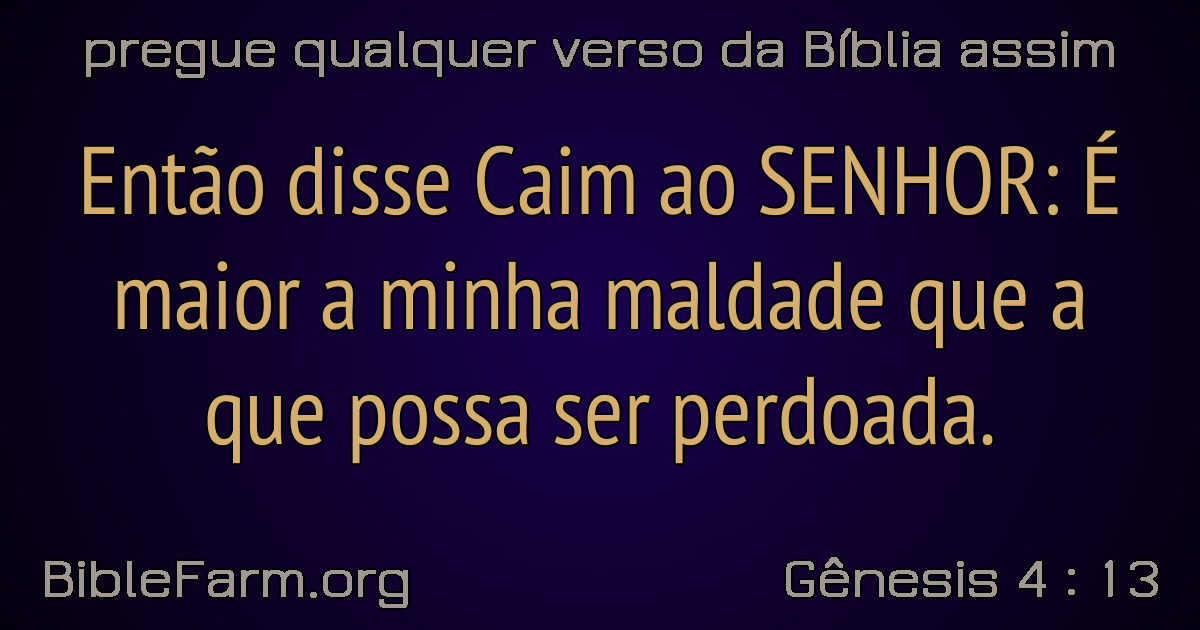 pregue qualquer verso da Bíblia assim
Então disse Caim ao SENHOR: É
maior a minha maldade que a
que possa ser perdoada.
BibleFarm.org
Gênesis 4 : 13